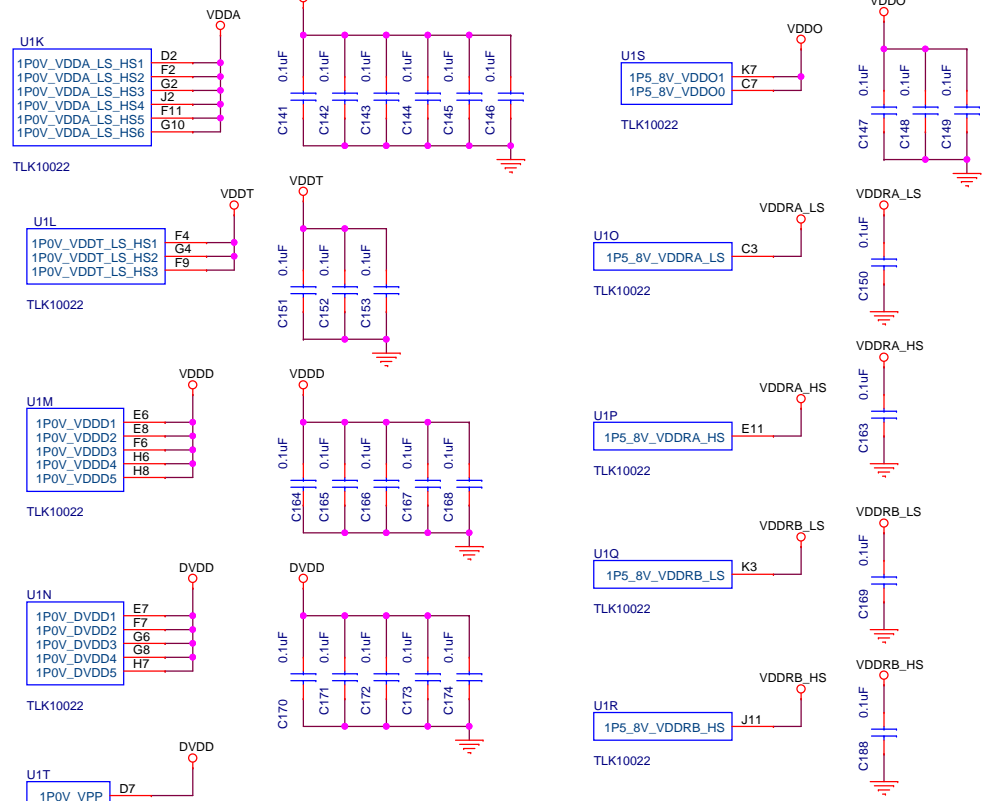 VDDA
U1K
1P0V_VDDA_LS_HS1 D2
1P0V_VDDA_LS_HS2 F2
1P0V_VDDA_LS_HS3 G2
1P0V_VDDA_LS_HS4 J2
1P0V_VDDA_LS_HS5 F11
1P0V_VDDA_LS_HS6 G10
TLK10022
0.1uF 0.1uF 0.1uF 0.1uF 0.1uF 0.1uF
C141 C142 C143 C144 C145 C146
VDDT
U1L
1P0V_VDDT_LS_HS1 F4
1P0V_VDDT_LS_HS2 G4
1P0V_VDDT_LS_HS3 F9
TLK10022
VDDT
0.1uF 0.1uF 0.1uF
C151 C152 C153
VDDD
U1M
1P0V_VDDD1 E6
1P0V_VDDD2 E8
1P0V_VDDD3 F6
1P0V_VDDD4 H6
1P0V_VDDD5 H8
TLK10022
VDDD
0.1uF 0.1uF 0.1uF 0.1uF 0.1uF
C164 C165 C166 C167 C168
DVDD
U1N
1P0V_DVDD1 E7
1P0V_DVDD2 F7
1P0V_DVDD3 G6
1P0V_DVDD4 G8
1P0V_DVDD5 H7
TLK10022
DVDD
0.1uF 0.1uF 0.1uF 0.1uF 0.1uF
C170 C171 C172 C173 C174
DVDD
U1T
1P0V_VPP D7
VDDO
U1S
1P5_8V_VDDO1 K7
1P5_8V_VDDO0 C7
TLK10022
VDDO
0.1uF 0.1uF 0.1uF
C147 C148 C149
VDDRA_LS
U1O
1P5_8V_VDDRA_LS C3
TLK10022
VDDRA_LS
0.1uF
C150
VDDRA_HS
U1P
1P5_8V_VDDRA_HS E11
TLK10022
VDDRA_HS
0.1uF
C163
VDDRB_LS
U1Q
1P5_8V_VDDRB_LS K3
TLK10022
VDDRB_LS
0.1uF
C169
VDDRB_HS
U1R
1P5_8V_VDDRB_HS J11
TLK10022
VDDRB_HS
0.1uF
C188